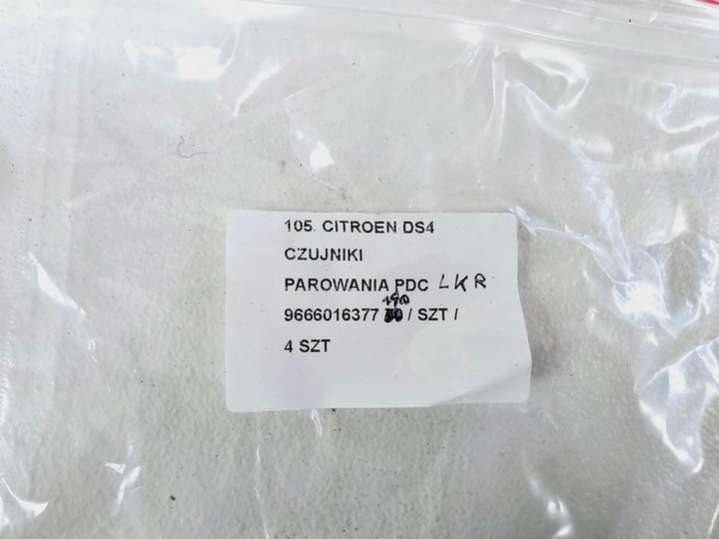 105. CITROEN DS4
CZUJNIKI
PAROWANIA PDC LKR
9666016377 / SZT /
4 SZT